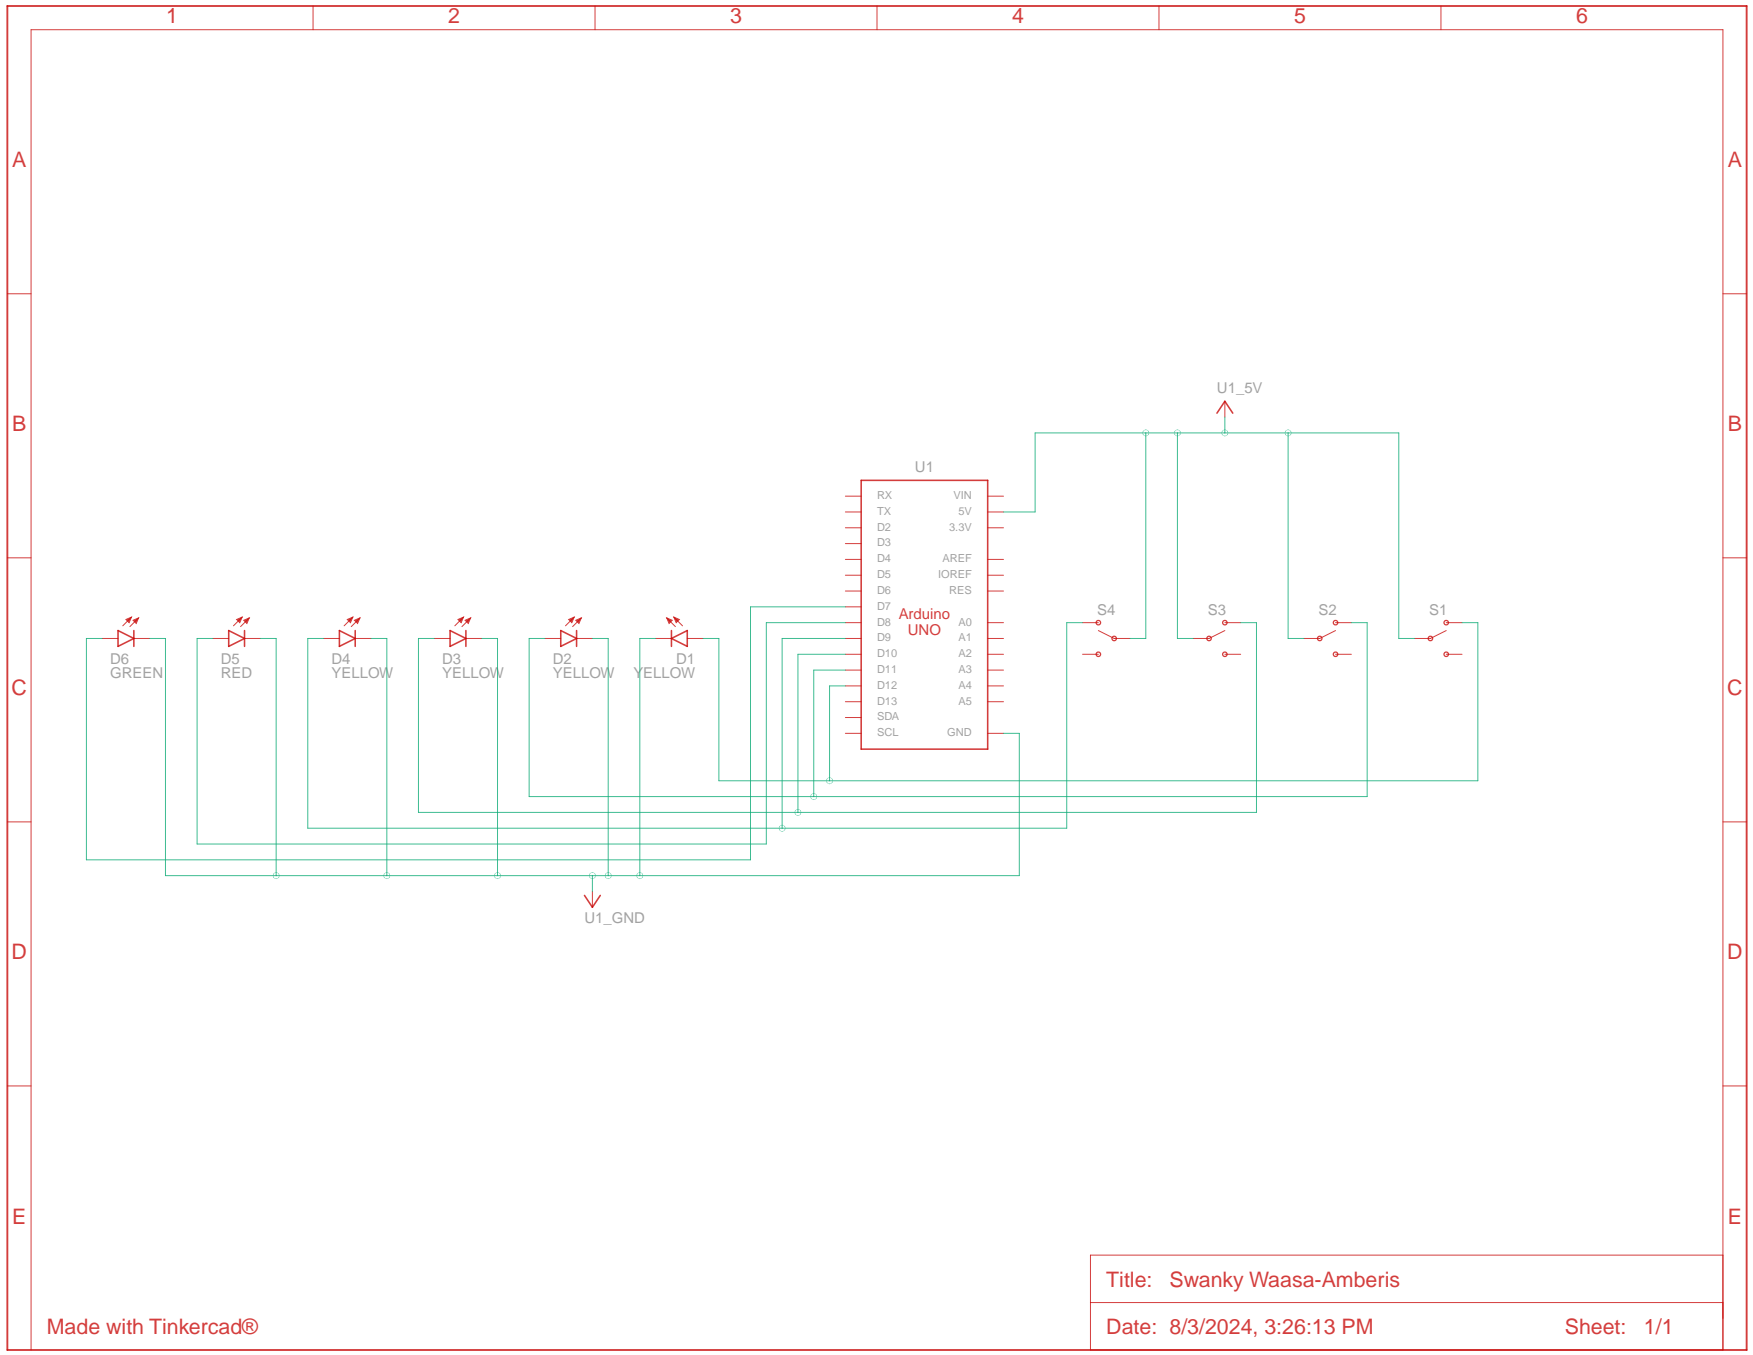 1 2 3 4 5 6
A A
U1_5V
B B
U1
RX VIN
TX 5V
D2 3.3V
D3
D4 AREF
D5 IOREF
D6 RES
D7
Arduino
UNO
D8 A0
D9 A1
D10 A2
D11 A3
D12 A4
D13 A5
SDA
SCL GND
S4 S3 S2 S1
D6 D5 D4 D3 D2 D1
GREEN RED YELLOW YELLOW YELLOW YELLOW
C C
U1_GND
D D
E E
Title: Swanky Waasa-Amberis
Made with Tinkercad®
Date: 8/3/2024, 3:26:13 PM Sheet: 1/1